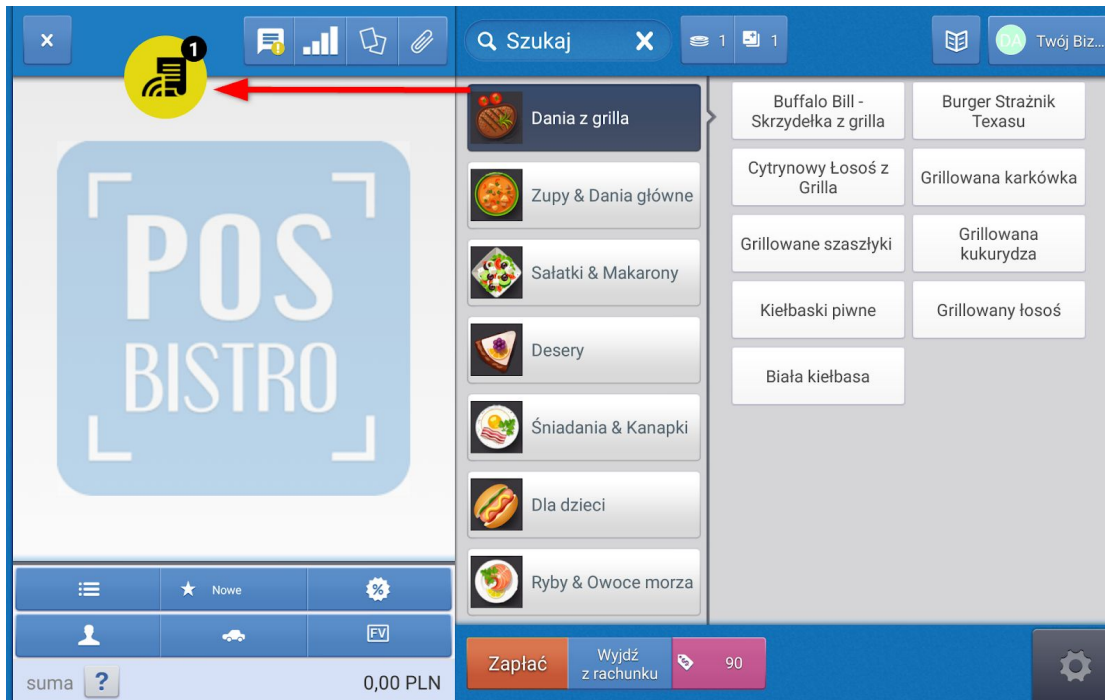 ×
1
Szukaj
X
1
1
DA
Twój Biz...
POS
BISTRO
Dania z grilla
Zupy & Dania główne
Sałatki & Makarony
Desery
Śniadania & Kanapki
Dla dzieci
Ryby & Owoce morza
Buffalo Bill -
Skrzydełka z grilla
Burger Strażnik
Texasu
Cytrynowy Łosoś z
Grilla
Grillowana karkówka
Grillowane szaszłyki
Grillowana
kukurydza
Kiełbaski piwne
Grillowany łosoś
Biała kiełbasa
Nowe
%
FV
suma
?
0,00 PLN
Zapłać
Wyjdź
z rachunku
90